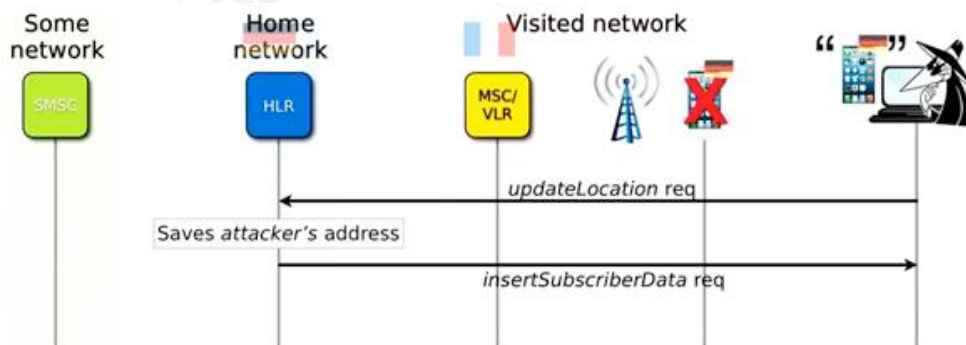 Some
network
Home
network
Visited network
“ ”
SMSC
HLR
MSC/
VLR
updateLocation req
Saves attacker's address
insertSubscriberData req